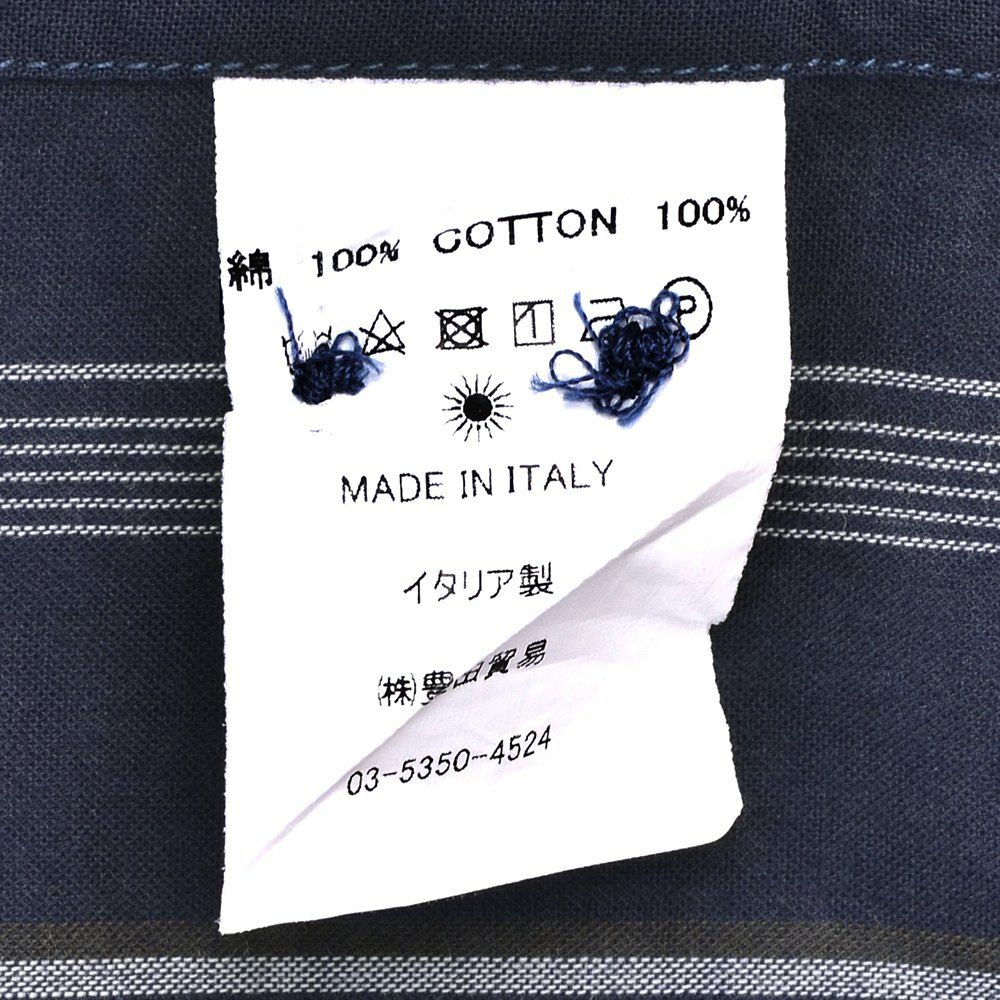 綿 100% COTTON 100%
P
MADE IN ITALY
イタリア製
㈱豊田貿易
03-5350-4524